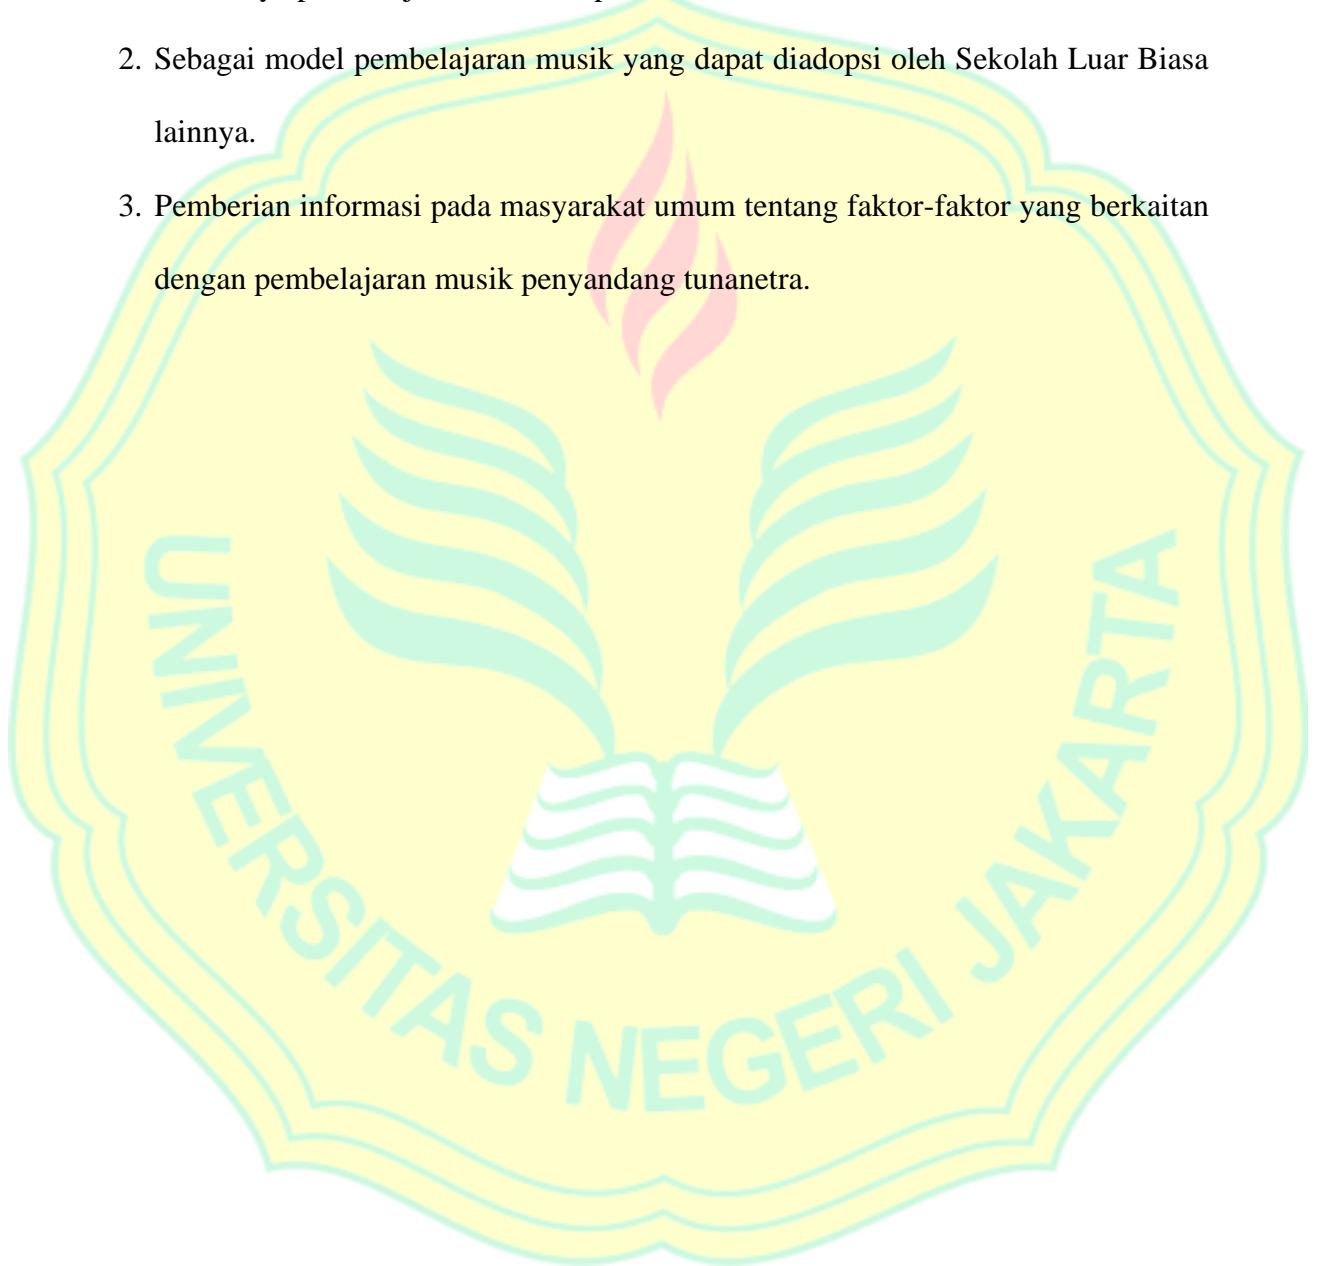 2. Sebagai model pembelajaran musik yang dapat diadopsi oleh Sekolah Luar Biasa
lainnya.
3. Pemberian informasi pada masyarakat umum tentang faktor-faktor yang berkaitan
dengan pembelajaran musik penyandang tunanetra.
UNIVERSITAS NEGERI JAKARTA